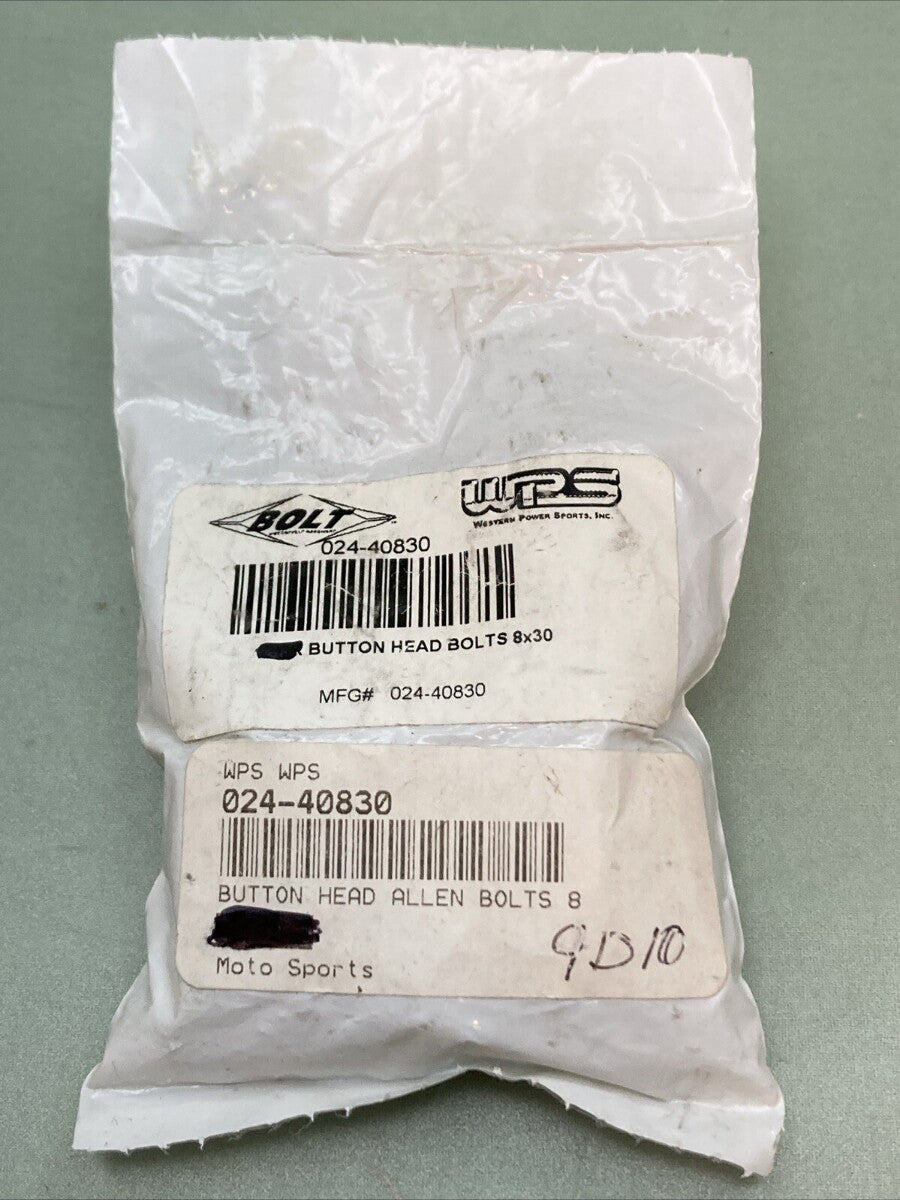 BOLT
WPS
WESTERN POWER SPORTS, INC.
024-40830
R BUTTON HEAD BOLTS 8x30
MFG# 024-40830
WPS WPS
024-40830
BUTTON HEAD ALLEN BOLTS 8
Moto Sports
9D10